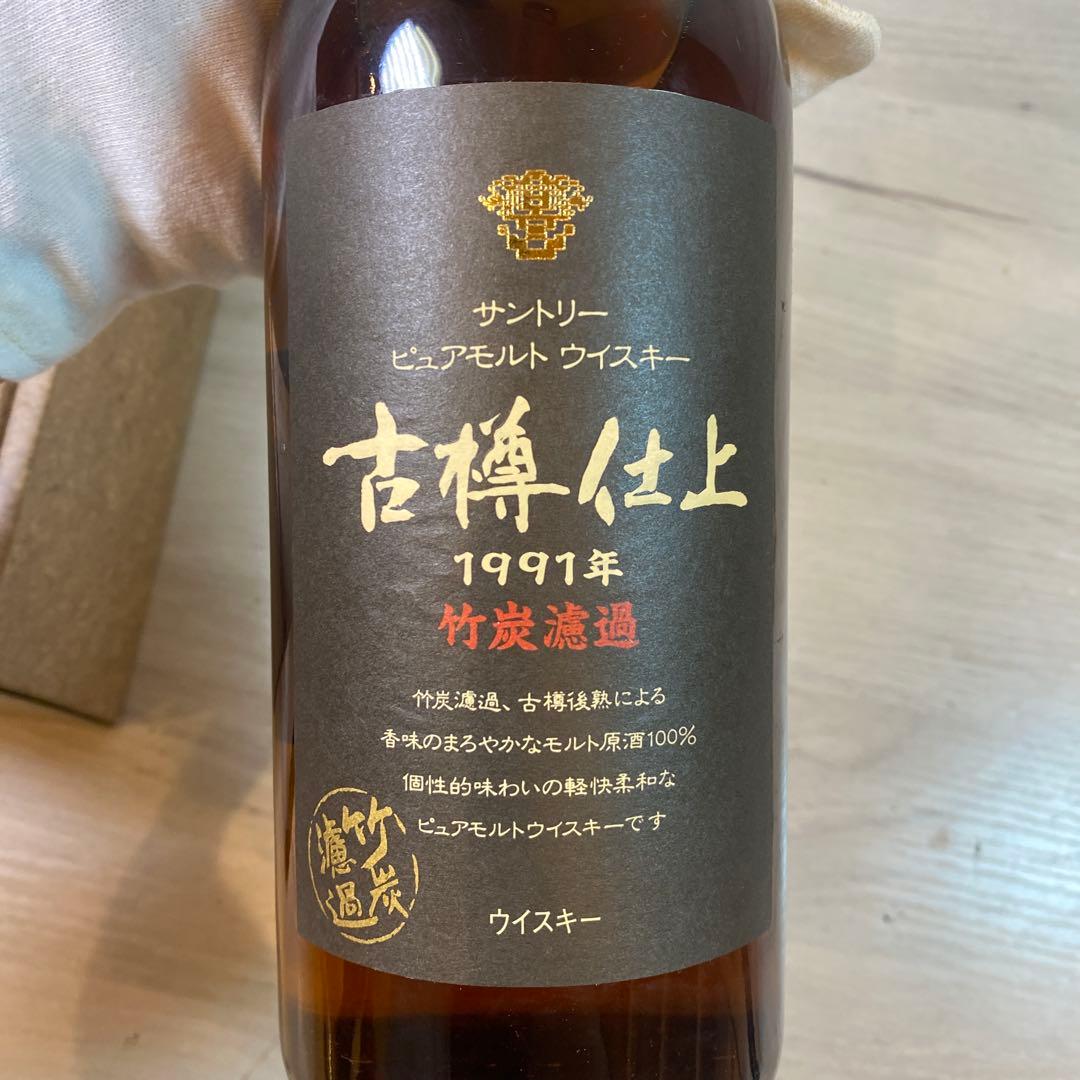 サントリー
ピュアモルト ウイスキー
古樽仕上
1991年
竹炭濾過
竹炭濾過、古樽後熟による
香味のまろやかなモルト原酒100%
個性的味わいの軽快柔和な
ピュアモルトウイスキーです
竹炭
濾過
ウイスキー